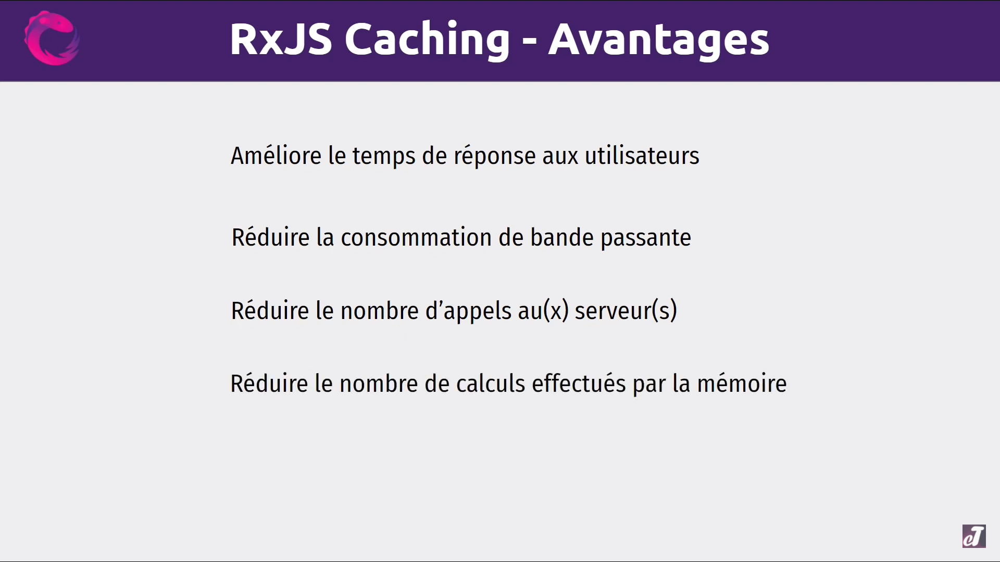 RxJS Caching - Avantages
Améliore le temps de réponse aux utilisateurs
Réduire la consommation de bande passante
Réduire le nombre d’appels au(x) serveur(s)
Réduire le nombre de calculs effectués par la mémoire
cT